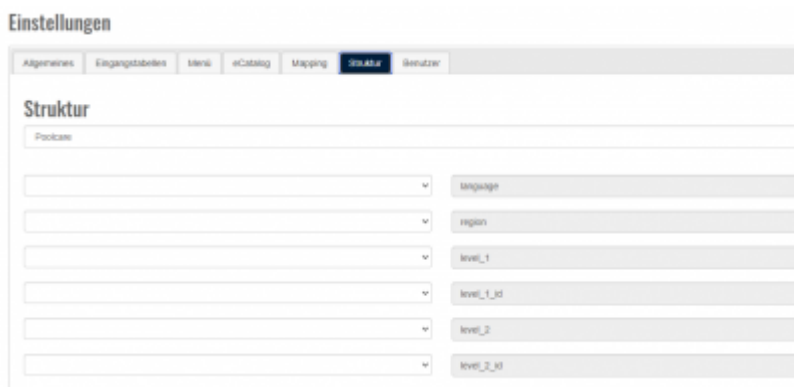 Einstellungen
Allgemeines Eingangstabellen Menü eCatalog Mapping Struktur Benutzer
Struktur
Poolcare
language
region
level_1
level_1_id
level_2
level_2_id